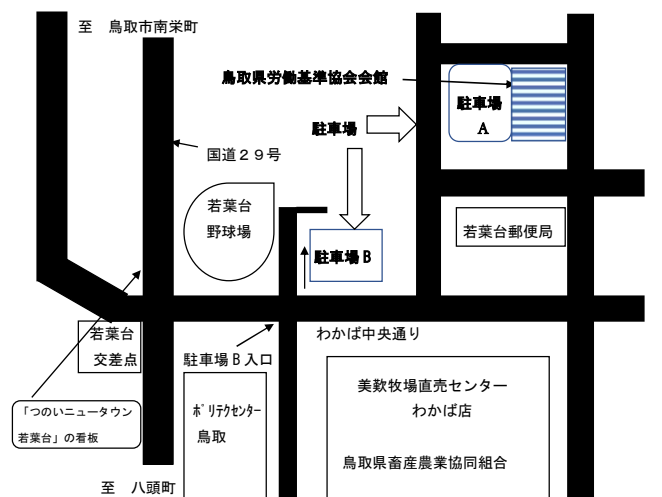 至　鳥取市南栄町
鳥取県労働基準協会会館
駐車場
A
駐車場
国道２９号
若葉台
野球場
若葉台郵便局
駐車場Ｂ
若葉台
交差点
駐車場Ｂ入口
わかば中央通り
「つのいニュータウン
若葉台」の看板
ﾎﾟﾘﾃｸｾﾝﾀｰ
鳥取
美歎牧場直売センター
わかば店
鳥取県畜産農業協同組合
至　八頭町